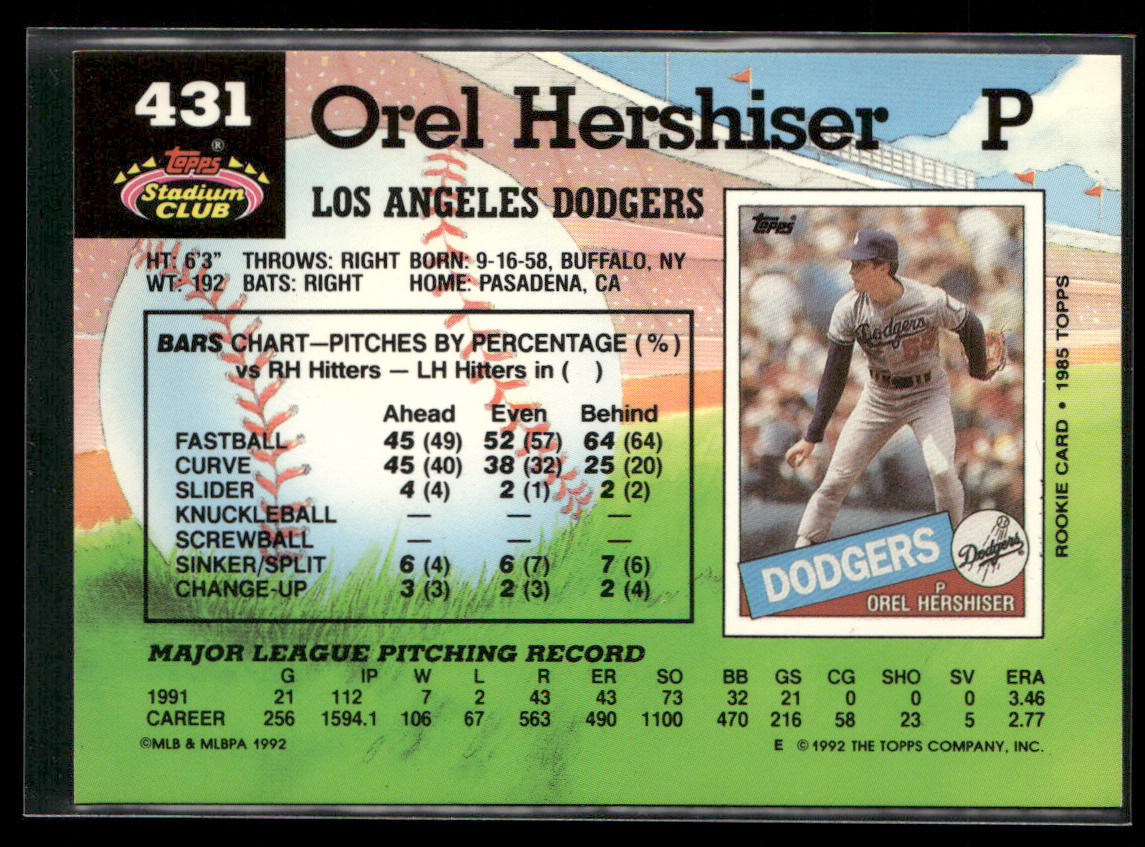 431
Topps®
Stadium
CLUB
Orel Hershiser P
LOS ANGELES DODGERS
HT: 6'3" THROWS: RIGHT BORN: 9-16-58, BUFFALO, NY
WT: 192 BATS: RIGHT HOME: PASADENA, CA
BARS CHART—PITCHES BY PERCENTAGE (%)
vs RH Hitters — LH Hitters in ( )
Ahead Even Behind
FASTBALL 45 (49) 52 (57) 64 (64)
CURVE 45 (40) 38 (32) 25 (20)
SLIDER 4 (4) 2 (1) 2 (2)
KNUCKLEBALL — — —
SCREWBALL — — —
SINKER/SPLIT 6 (4) 6 (7) 7 (6)
CHANGE-UP 3 (3) 2 (3) 2 (4)
Topps®
Dodgers
55
DODGERS
Dodgers
P
OREL HERSHISER
ROOKIE CARD • 1985 TOPPS
MAJOR LEAGUE PITCHING RECORD
G IP W L R ER SO BB GS CG SHO SV ERA
1991 21 112 7 2 43 43 73 32 21 0 0 0 3.46
CAREER 256 1594.1 106 67 563 490 1100 470 216 58 23 5 2.77
©MLB & MLBPA 1992
E ©1992 THE TOPPS COMPANY, INC.